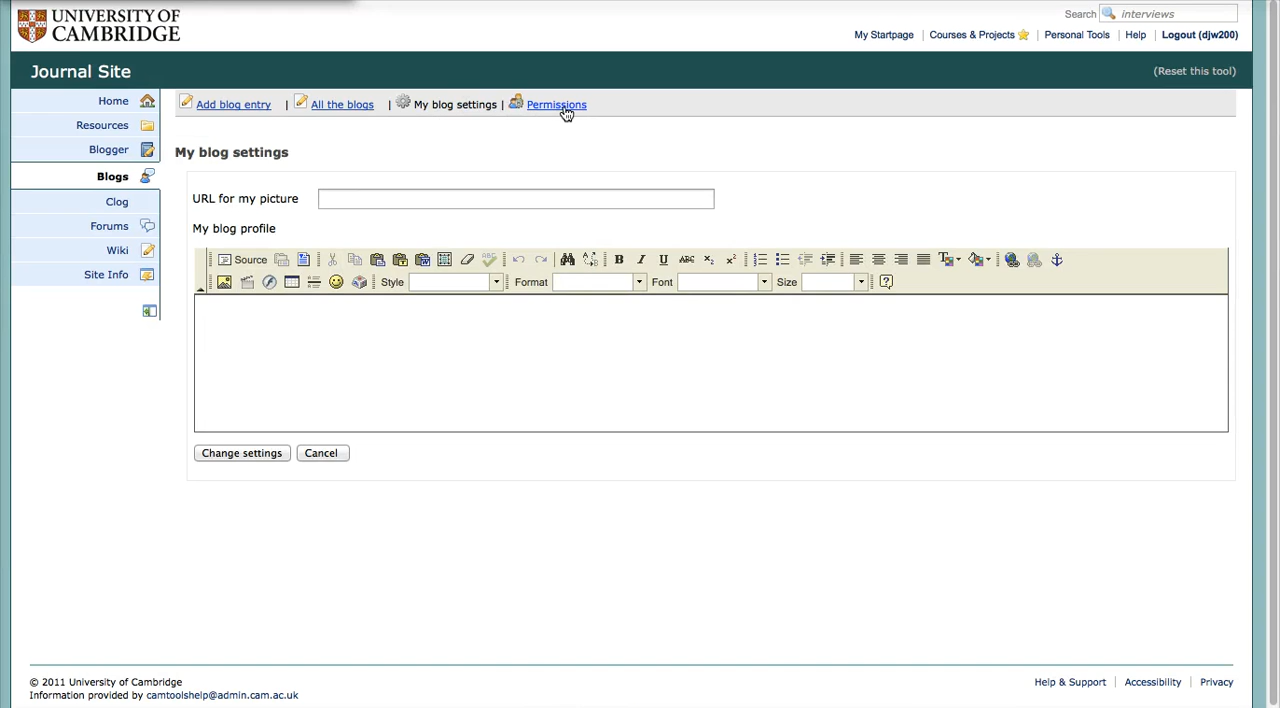 UNIVERSITY OF
CAMBRIDGE
Search interviews
My Startpage | Courses & Projects | Personal Tools | Help | Logout (djw200)
Journal Site
(Reset this tool)
Home
Resources
Blogger
Blogs
Clog
Forums
Wiki
Site Info
Add blog entry | All the blogs | My blog settings | Permissions
My blog settings
URL for my picture
My blog profile
Source
Style Format Font Size
Change settings Cancel
© 2011 University of Cambridge
Information provided by camtoolshelp@admin.cam.ac.uk
Help & Support | Accessibility | Privacy